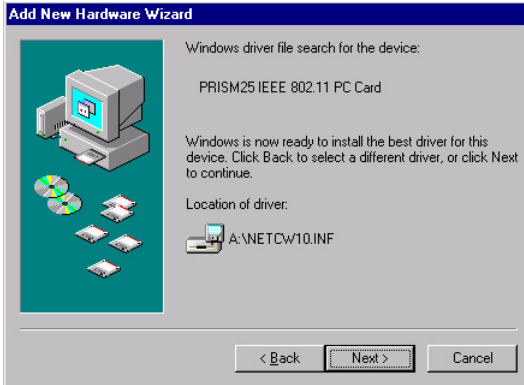 Add New Hardware Wizard
Windows driver file search for the device:
PRISM25 IEEE 802.11 PC Card
Windows is now ready to install the best driver for this
device. Click Back to select a different driver, or click Next
to continue.
Location of driver:
A:\NETCW10.INF
< Back
Next >
Cancel